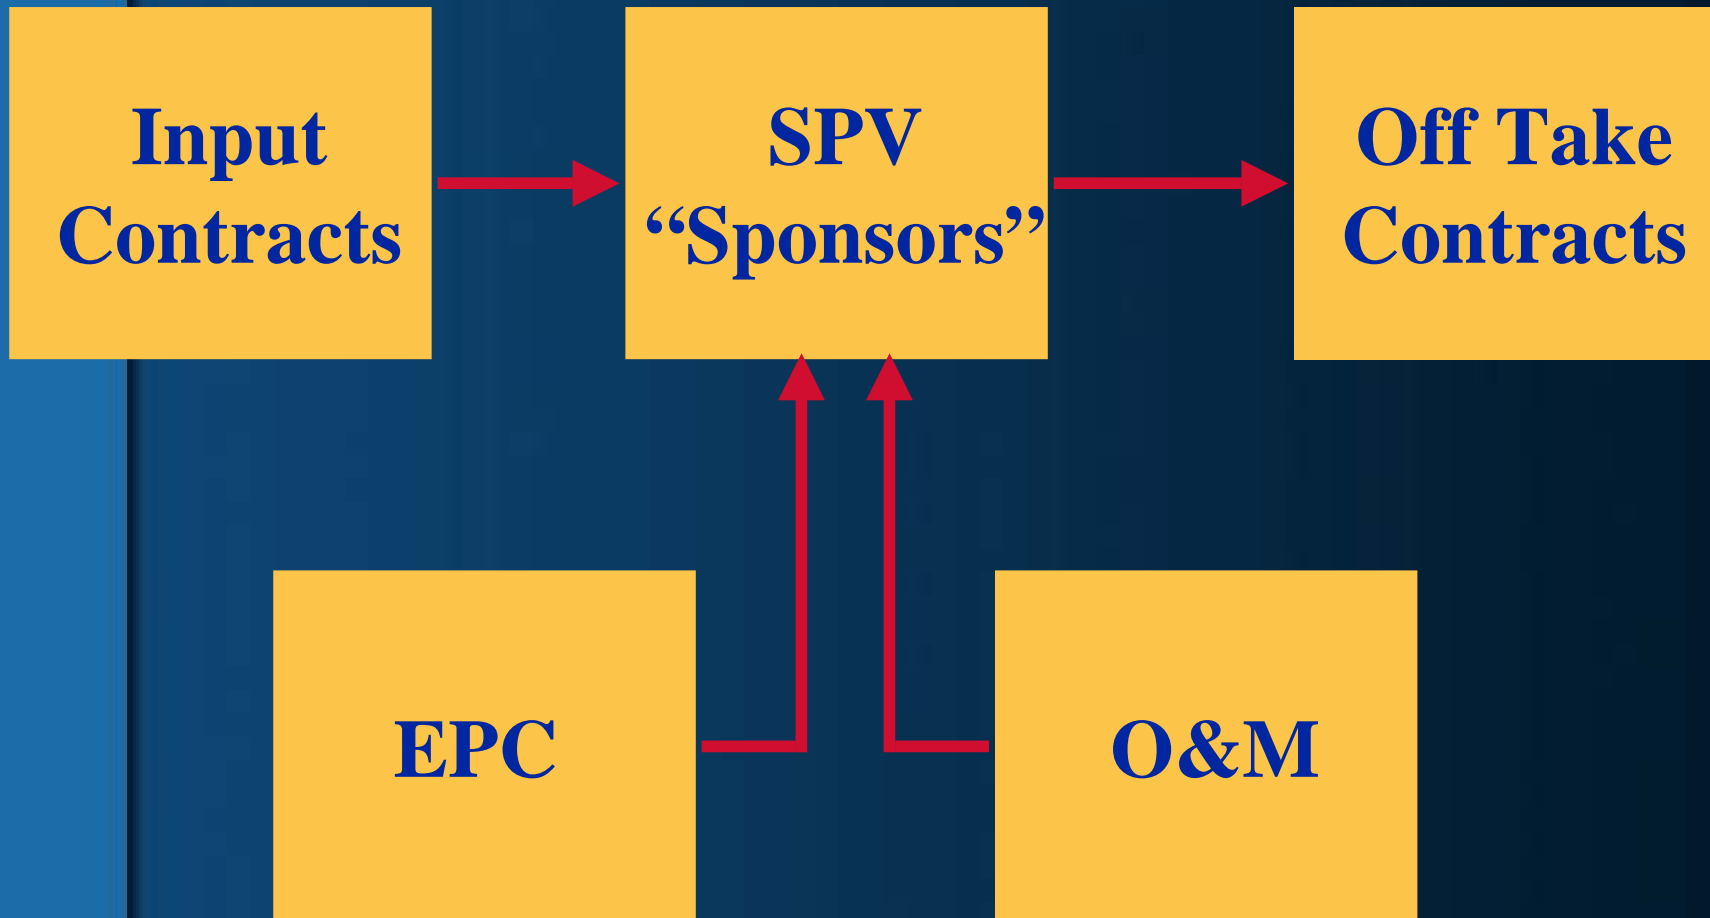 Input
Contracts
SPV
“Sponsors”
Off Take
Contracts
EPC
O&M